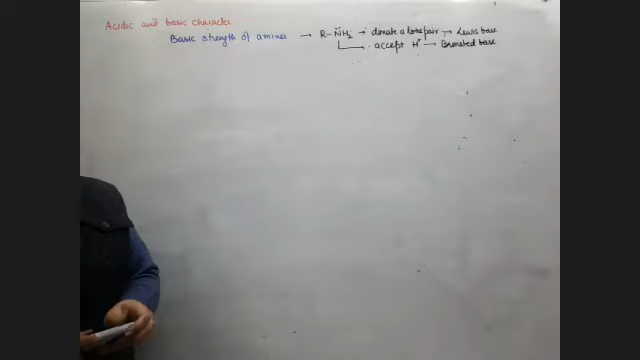 Acidic and basic character
Basic strength of amines → R-N̈H₂ → donate a lone pair → Lewis base
→ accept H⁺ → Bronsted base